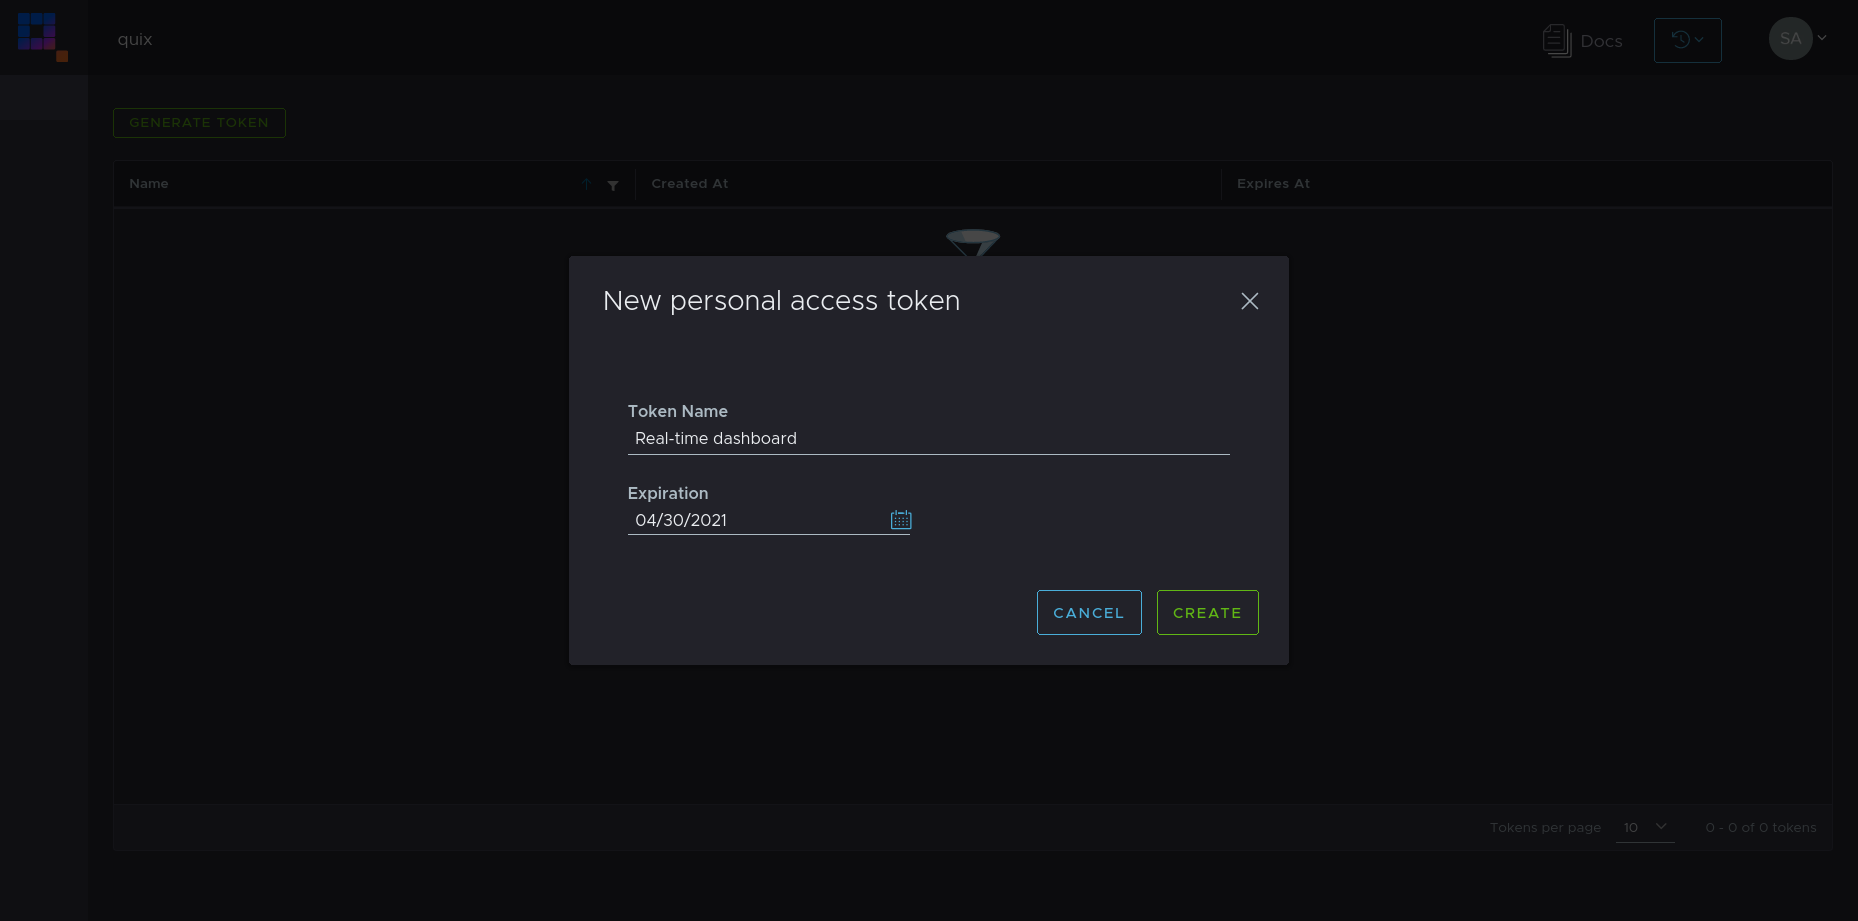 quix
Docs
SA
GENERATE TOKEN
Name
Created At
Expires At
New personal access token
Token Name
Real-time dashboard
Expiration
04/30/2021
CANCEL
CREATE
Tokens per page
10
0 - 0 of 0 tokens